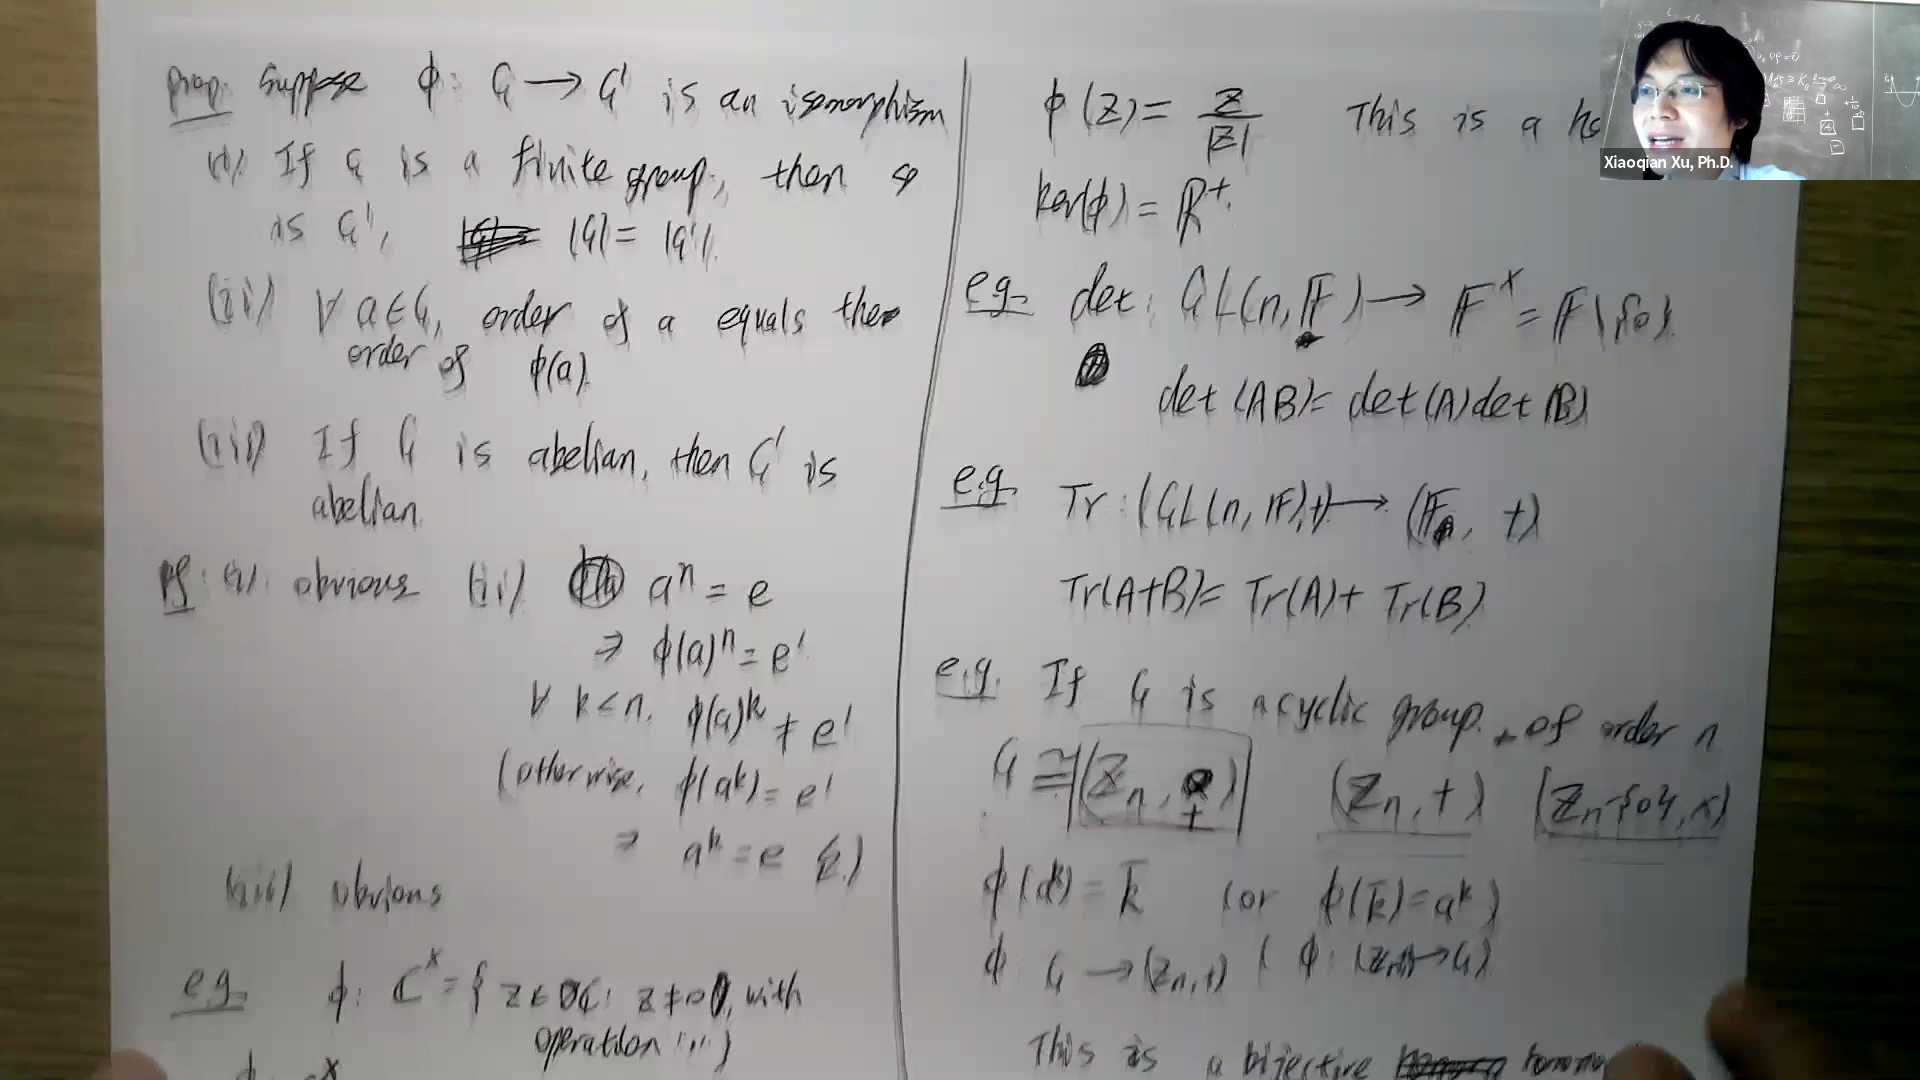 prop. Suppose ϕ: G → G' is an isomorphism
(i) If G is a finite group, then so
is G', |G| = |G'|.
(ii) ∀ a∈G, order of a equals the
order of ϕ(a).
(iii) If G is abelian, then G' is
abelian
Pf: (i). obvious (ii) a^n = e
⇒ ϕ(a)^n = e'
∀ k<n, ϕ(a)^k ≠ e'
(otherwise, ϕ(a^k) = e'
⇒ a^k = e
(iii) obvious
e.g. ϕ: ℂ^× = { z∈ℂ: z≠0, with
operation "·" }
ϕ(z) = z/|z| This is a
ker(ϕ) = ℝ^+.
e.g. det: GL(n, 𝔽) → 𝔽^× = 𝔽\{0}.
det(AB) = det(A)det(B)
e.g. Tr: (GL(n, 𝔽),+) → (𝔽, +)
Tr(A+B) = Tr(A) + Tr(B)
e.g. If G is a cyclic group of order n
G ≅ (ℤ_n, +) (ℤ_n, +) (ℤ_n-{0}, ×)
ϕ(a^k) = k̄ (or ϕ(k̄) = a^k)
ϕ G → (ℤ_n, +) ( ϕ: (ℤ_n,+) → G)
This is a bijective
Xiaoqian Xu, Ph.D.